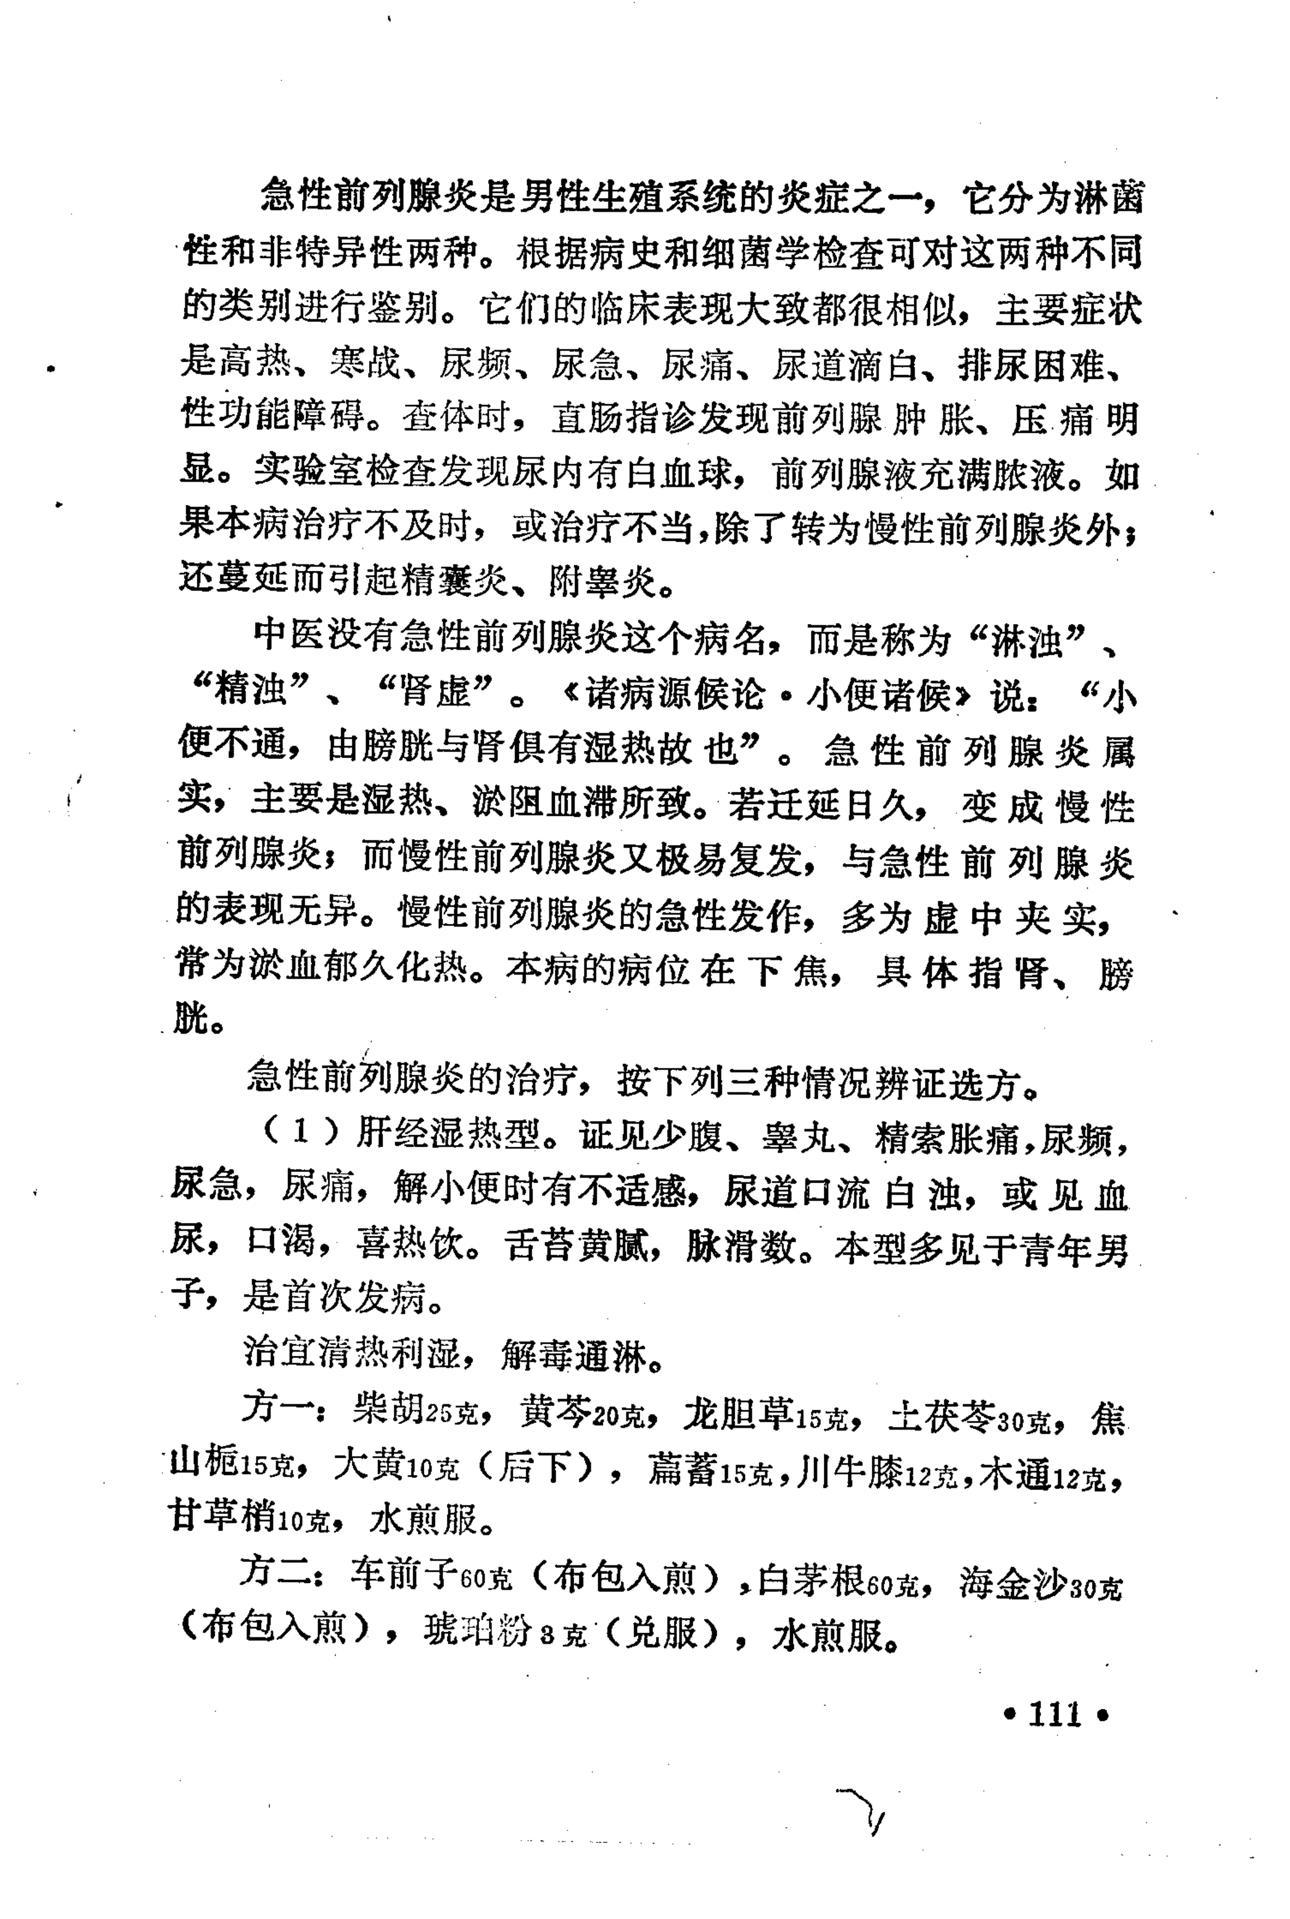 急性前列腺炎是男性生殖系统的炎症之一，它分为淋菌
性和非特异性两种。根据病史和细菌学检查可对这两种不同
的类别进行鉴别。它们的临床表现大致都很相似，主要症状
是高热、寒战、尿频、尿急、尿痛、尿道滴白、排尿困难、
性功能障碍。查体时，直肠指诊发现前列腺肿胀、压痛明
显。实验室检查发现尿内有白血球，前列腺液充满脓液。如
果本病治疗不及时，或治疗不当，除了转为慢性前列腺炎外；
还蔓延而引起精囊炎、附睾炎。
中医没有急性前列腺炎这个病名，而是称为“淋浊”、
“精浊”、“肾虚”。《诸病源候论·小便诸候》说：“小
便不通，由膀胱与肾俱有湿热故也”。急性前列腺炎属
实，主要是湿热、淤阻血滞所致。若迁延日久，变成慢性
前列腺炎；而慢性前列腺炎又极易复发，与急性前列腺炎
的表现无异。慢性前列腺炎的急性发作，多为虚中夹实，
常为淤血郁久化热。本病的病位在下焦，具体指肾、膀
胱。
急性前列腺炎的治疗，按下列三种情况辨证选方。
（1）肝经湿热型。证见少腹、睾丸、精索胀痛，尿频，
尿急，尿痛，解小便时有不适感，尿道口流白浊，或见血
尿，口渴，喜热饮。舌苔黄腻，脉滑数。本型多见于青年男
子，是首次发病。
治宜清热利湿，解毒通淋。
方一：柴胡25克，黄芩20克，龙胆草15克，土茯苓30克，焦
山栀15克，大黄10克（后下），萹蓄15克，川牛膝12克，木通12克，
甘草梢10克，水煎服。
方二：车前子60克（布包入煎），白茅根60克，海金沙30克
（布包入煎），琥珀粉3克（兑服），水煎服。
·111·